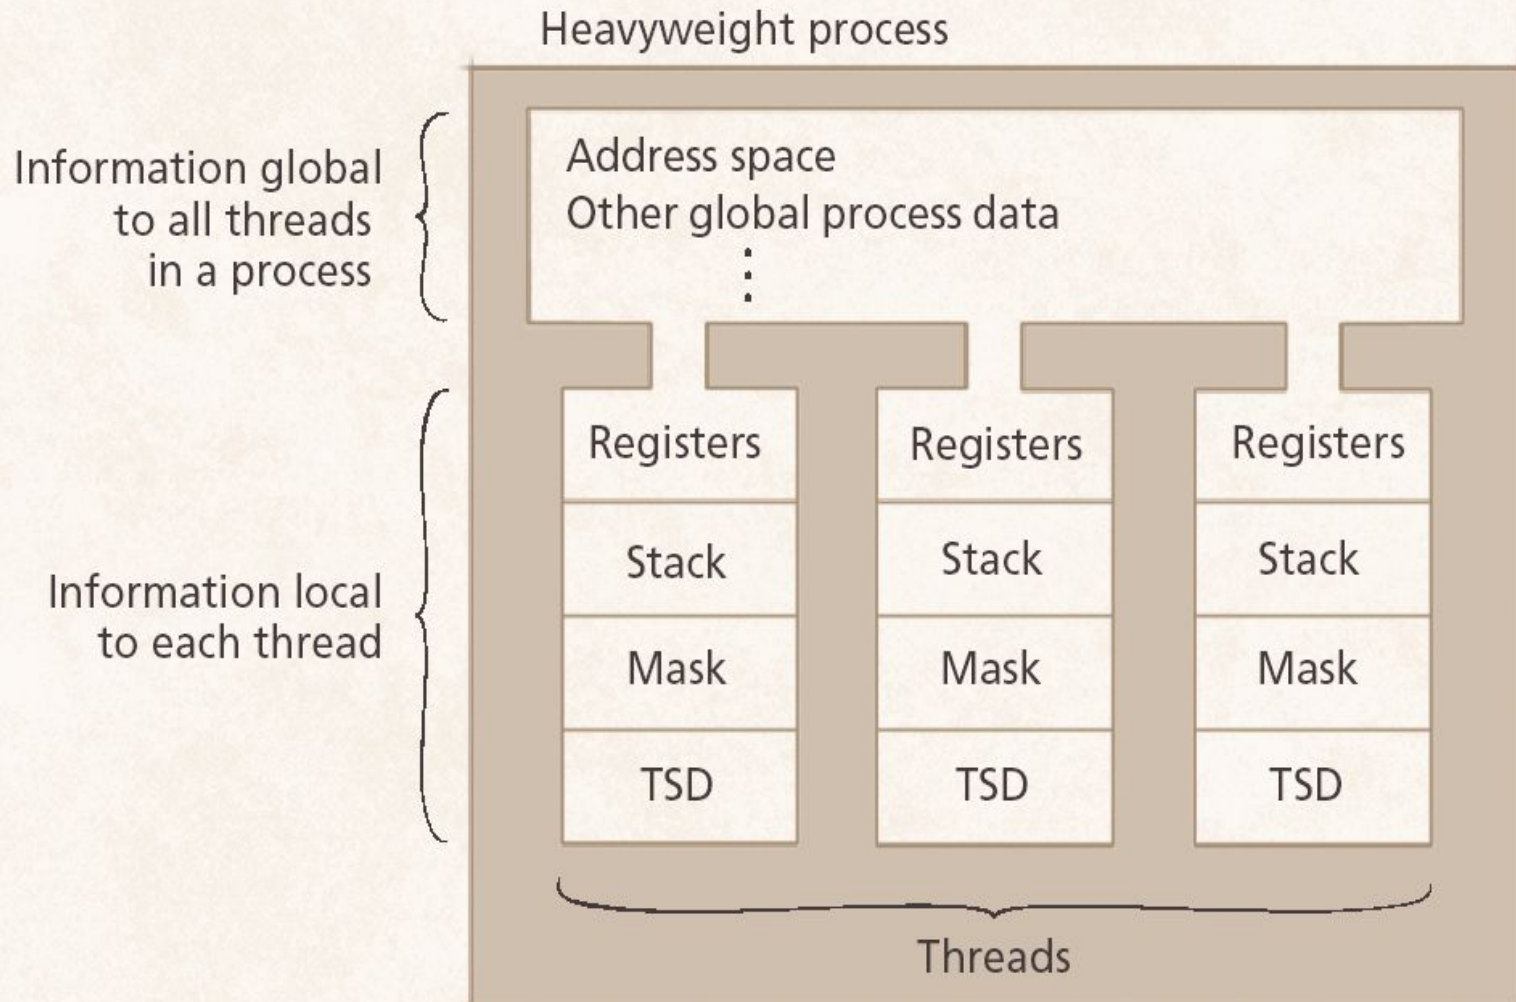 Heavyweight process
Information global
to all threads
in a process
Address space
Other global process data
Information local
to each thread
Registers
Stack
Mask
TSD
Registers
Stack
Mask
TSD
Registers
Stack
Mask
TSD
Threads